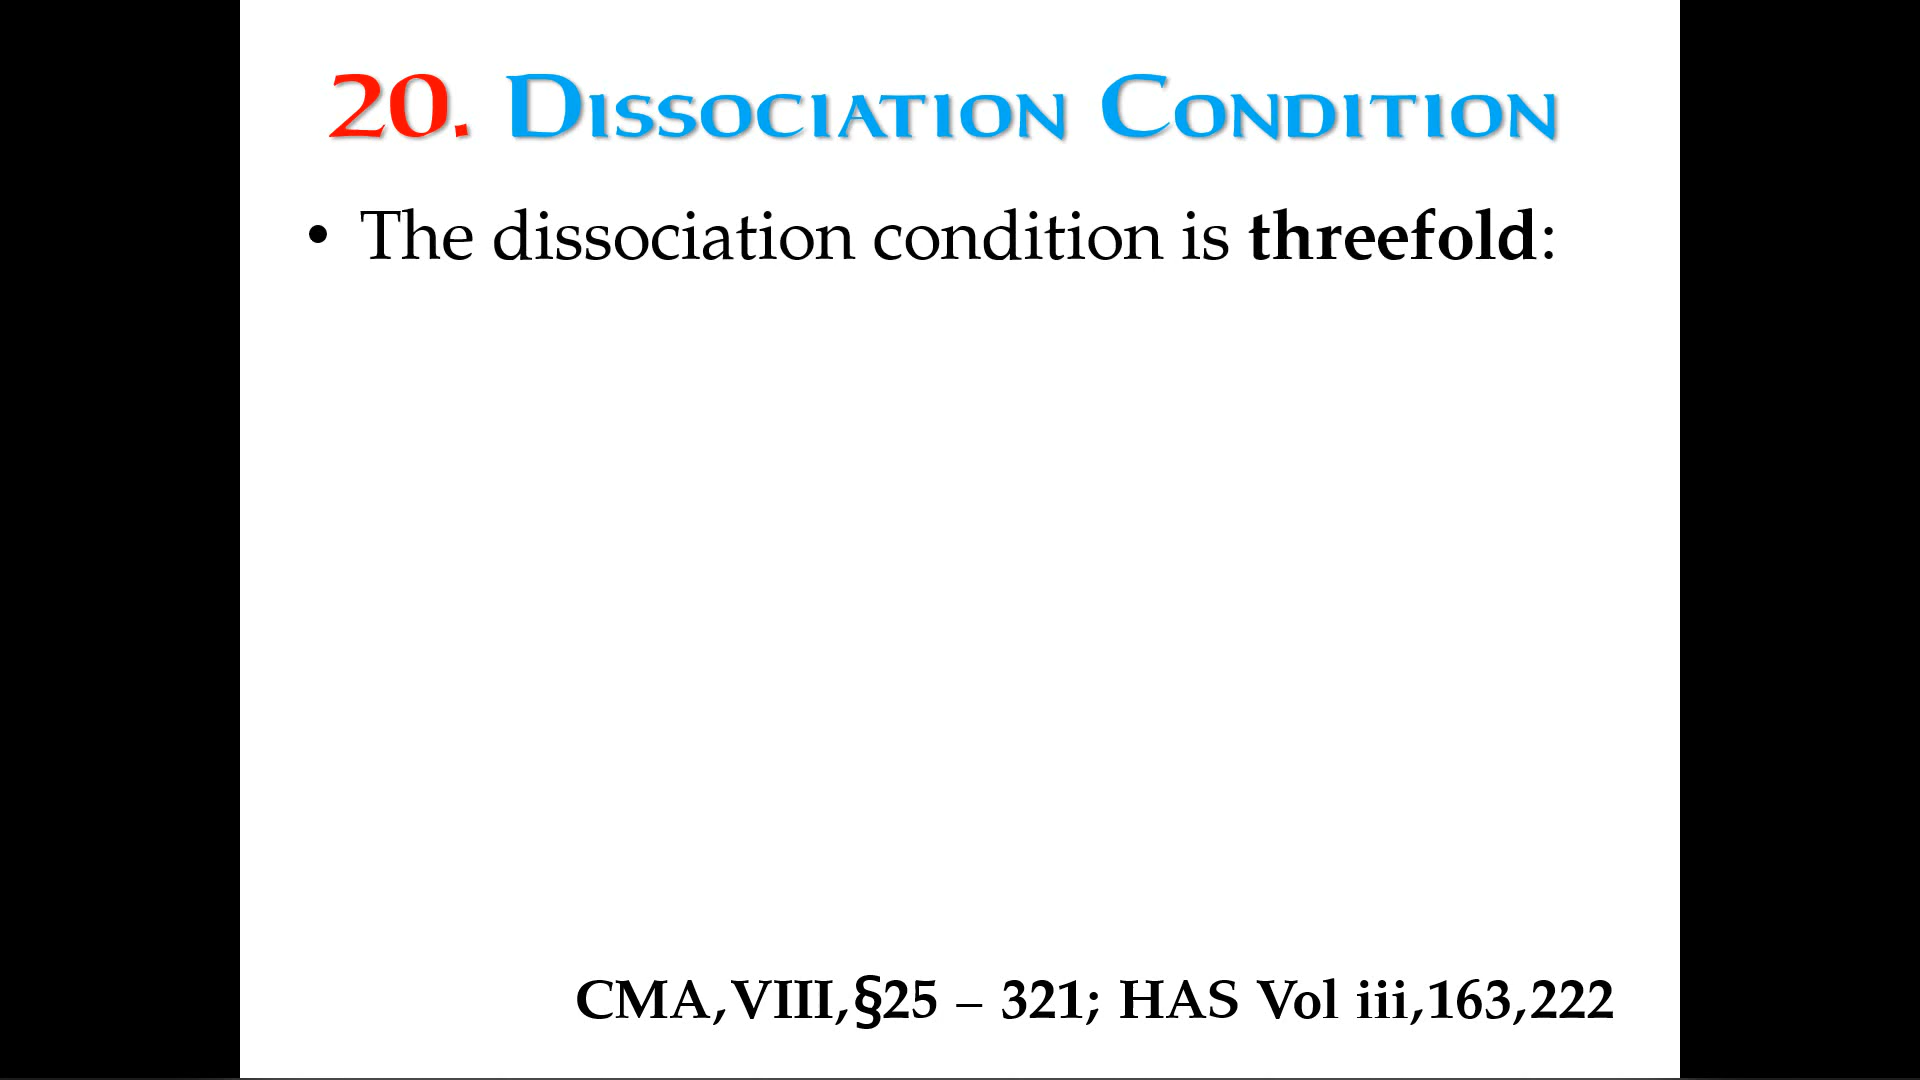 20. Dissociation Condition
• The dissociation condition is threefold:
CMA,VIII,§25 – 321; HAS Vol iii,163,222